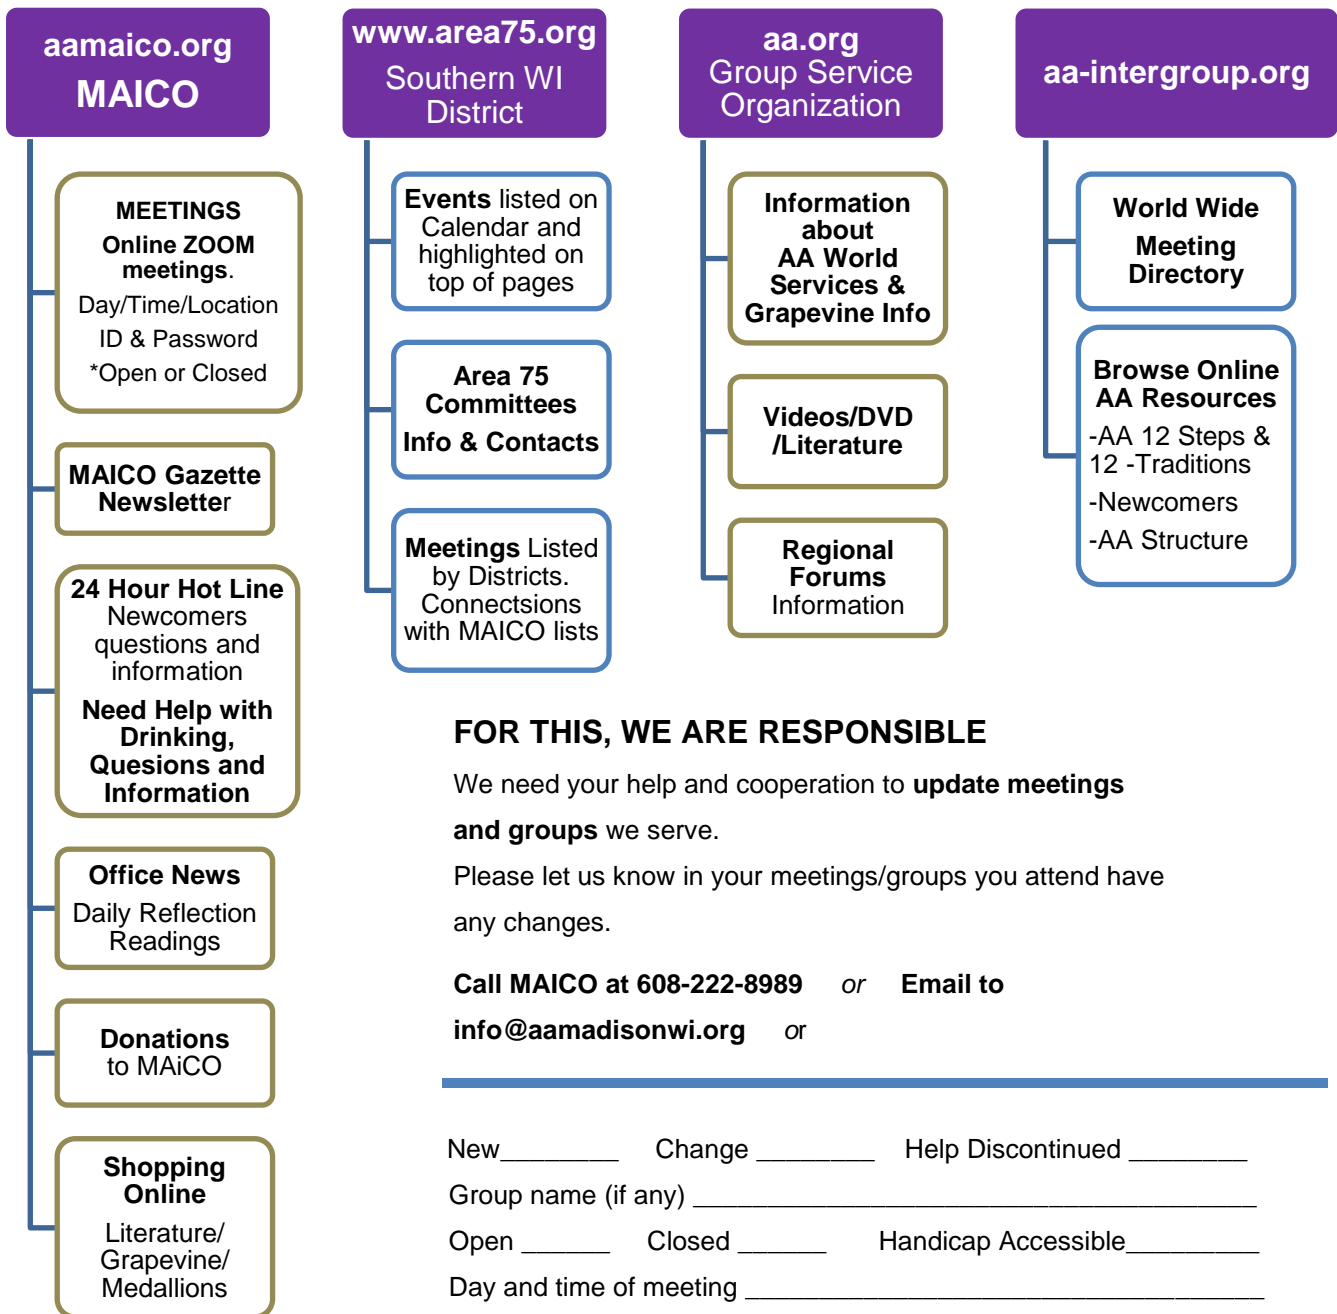 aamaico.org
MAICO
MEETINGS
Online ZOOM
meetings.
Day/Time/Location
ID & Password
*Open or Closed
MAICO Gazette
Newsletter
24 Hour Hot Line
Newcomers
questions and
information
Need Help with
Drinking,
Quesions and
Information
Office News
Daily Reflection
Readings
Donations
to MAiCO
Shopping
Online
Literature/
Grapevine/
Medallions
www.area75.org
Southern WI
District
Events listed on
Calendar and
highlighted on
top of pages
Area 75
Committees
Info & Contacts
Meetings Listed
by Districts.
Connectsions
with MAICO lists
aa.org
Group Service
Organization
Information
about
AA World
Services &
Grapevine Info
Videos/DVD
/Literature
Regional
Forums
Information
aa-intergroup.org
World Wide
Meeting
Directory
Browse Online
AA Resources
-AA 12 Steps &
12 -Traditions
-Newcomers
-AA Structure
FOR THIS, WE ARE RESPONSIBLE
We need your help and cooperation to update meetings
and groups we serve.
Please let us know in your meetings/groups you attend have
any changes.
Call MAICO at 608-222-8989 or Email to
info@aamadisonwi.org or
New________ Change ________ Help Discontinued ________
Group name (if any) ______________________________________
Open ______ Closed ______ Handicap Accessible_________
Day and time of meeting ___________________________________